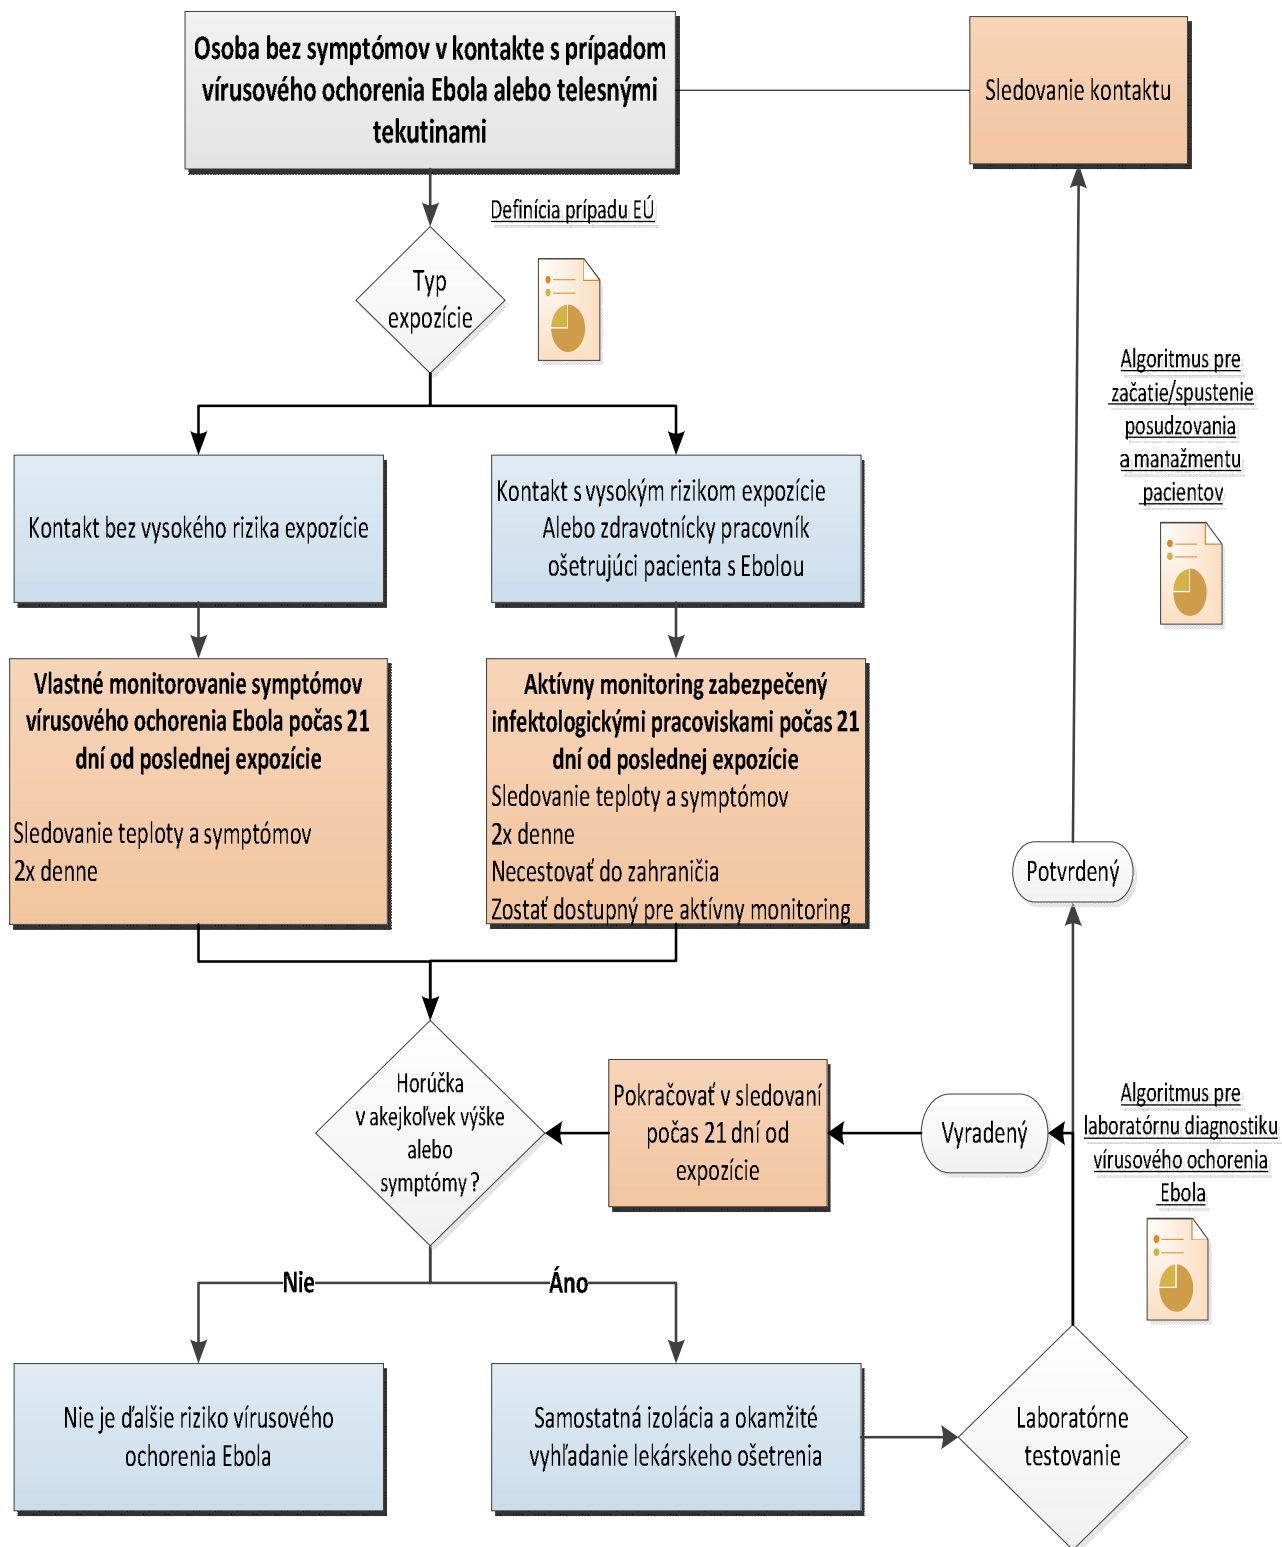 Osoba bez symptómov v kontakte s prípadom
vírusového ochorenia Ebola alebo telesnými
tekutinami
Sledovanie kontaktu
Definícia prípadu EÚ
Typ
expozície
Algoritmus pre
začatie/spustenie
posudzovania
a manažmentu
pacientov
Kontakt bez vysokého rizika expozície
Kontakt s vysokým rizikom expozície
Alebo zdravotnícky pracovník
ošetrujúci pacienta s Ebolou
Vlastné monitorovanie symptómov
vírusového ochorenia Ebola počas 21
dní od poslednej expozície
Sledovanie teploty a symptómov
2x denne
Aktívny monitoring zabezpečený
infektologickými pracoviskami počas 21
dní od poslednej expozície
Sledovanie teploty a symptómov
2x denne
Necestovať do zahraničia
Zostať dostupný pre aktívny monitoring
Potvrdený
Horúčka
v akejkoľvek výške
alebo
symptómy ?
Pokračovať v sledovaní
počas 21 dní od
expozície
Vyradený
Algoritmus pre
laboratórnu diagnostiku
vírusového ochorenia
Ebola
Nie
Áno
Nie je ďalšie riziko vírusového
ochorenia Ebola
Samostatná izolácia a okamžité
vyhľadanie lekárskeho ošetrenia
Laboratórne
testovanie